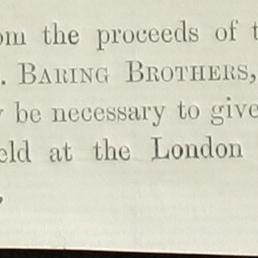 om the proceeds of t
. BARING BROTHERS,
be necessary to give
eld at the London
,